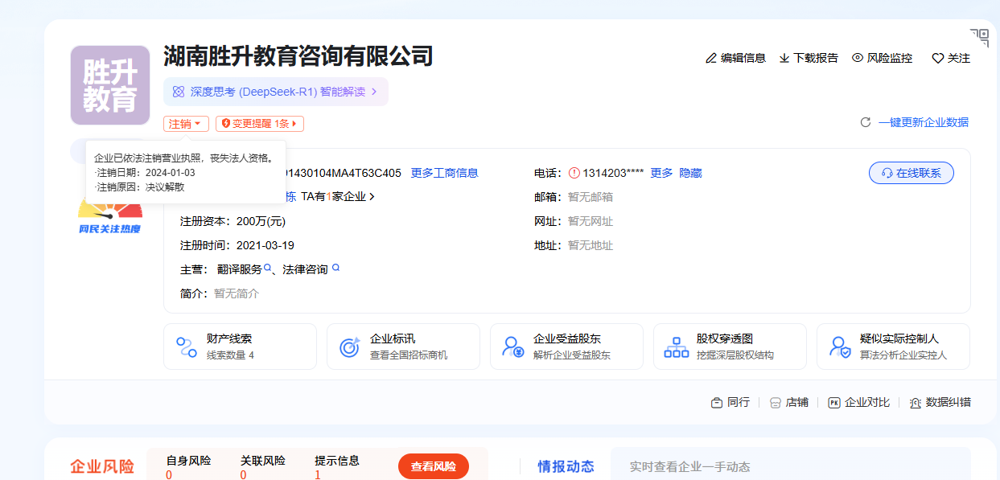 湖南胜升教育咨询有限公司
胜升
教育
编辑信息 下载报告 风险监控 关注
深度思考 (DeepSeek-R1) 智能解读 >
注销 变更提醒 1条
一键更新企业数据
企业已依法注销营业执照，丧失法人资格。
·注销日期：2024-01-03
·注销原因：决议解散
1430104MA4T63C405 更多工商信息
电话： 1314203**** 更多 隐藏
在线联系
栋 TA有1家企业
邮箱： 暂无邮箱
网民关注热度
注册资本：200万(元)
网址： 暂无网址
注册时间：2021-03-19
地址： 暂无地址
主营： 翻译服务、法律咨询
简介： 暂无简介
财产线索
线索数量 4
企业标讯
查看全国招标商机
企业受益股东
解析企业受益股东
股权穿透图
挖掘深层股权结构
疑似实际控制人
算法分析企业实控人
同行 店铺 PK 企业对比 数据纠错
企业风险
自身风险
0
关联风险
0
提示信息
1
查看风险
情报动态
实时查看企业一手动态